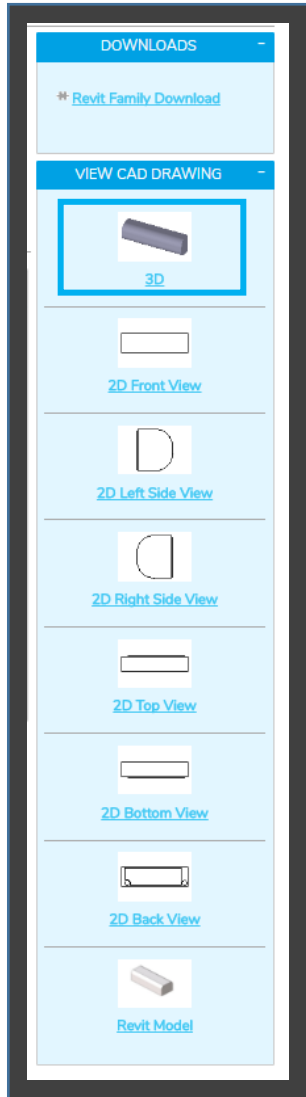 DOWNLOADS –
Revit Family Download
VIEW CAD DRAWING –
3D
2D Front View
2D Left Side View
2D Right Side View
2D Top View
2D Bottom View
2D Back View
Revit Model